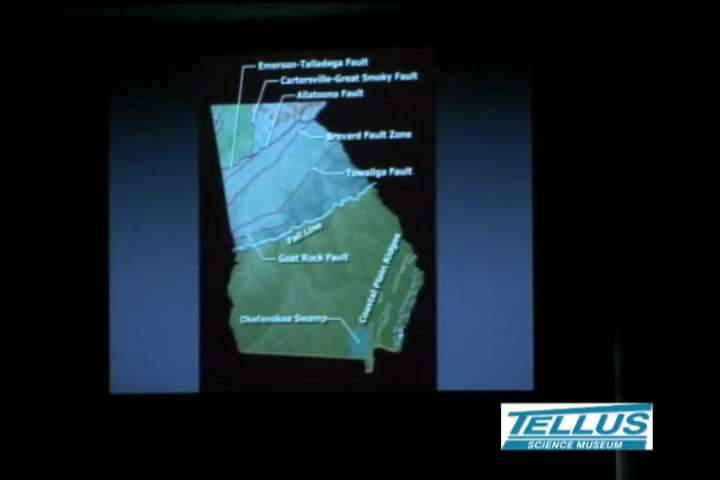 Emerson-Talladega Fault
Cartersville-Great Smoky Fault
Allatoona Fault
Brevard Fault Zone
Towaliga Fault
Fall Line
Goat Rock Fault
Coastal Plain Ridges
Okefenokee Swamp
TELLUS
SCIENCE MUSEUM